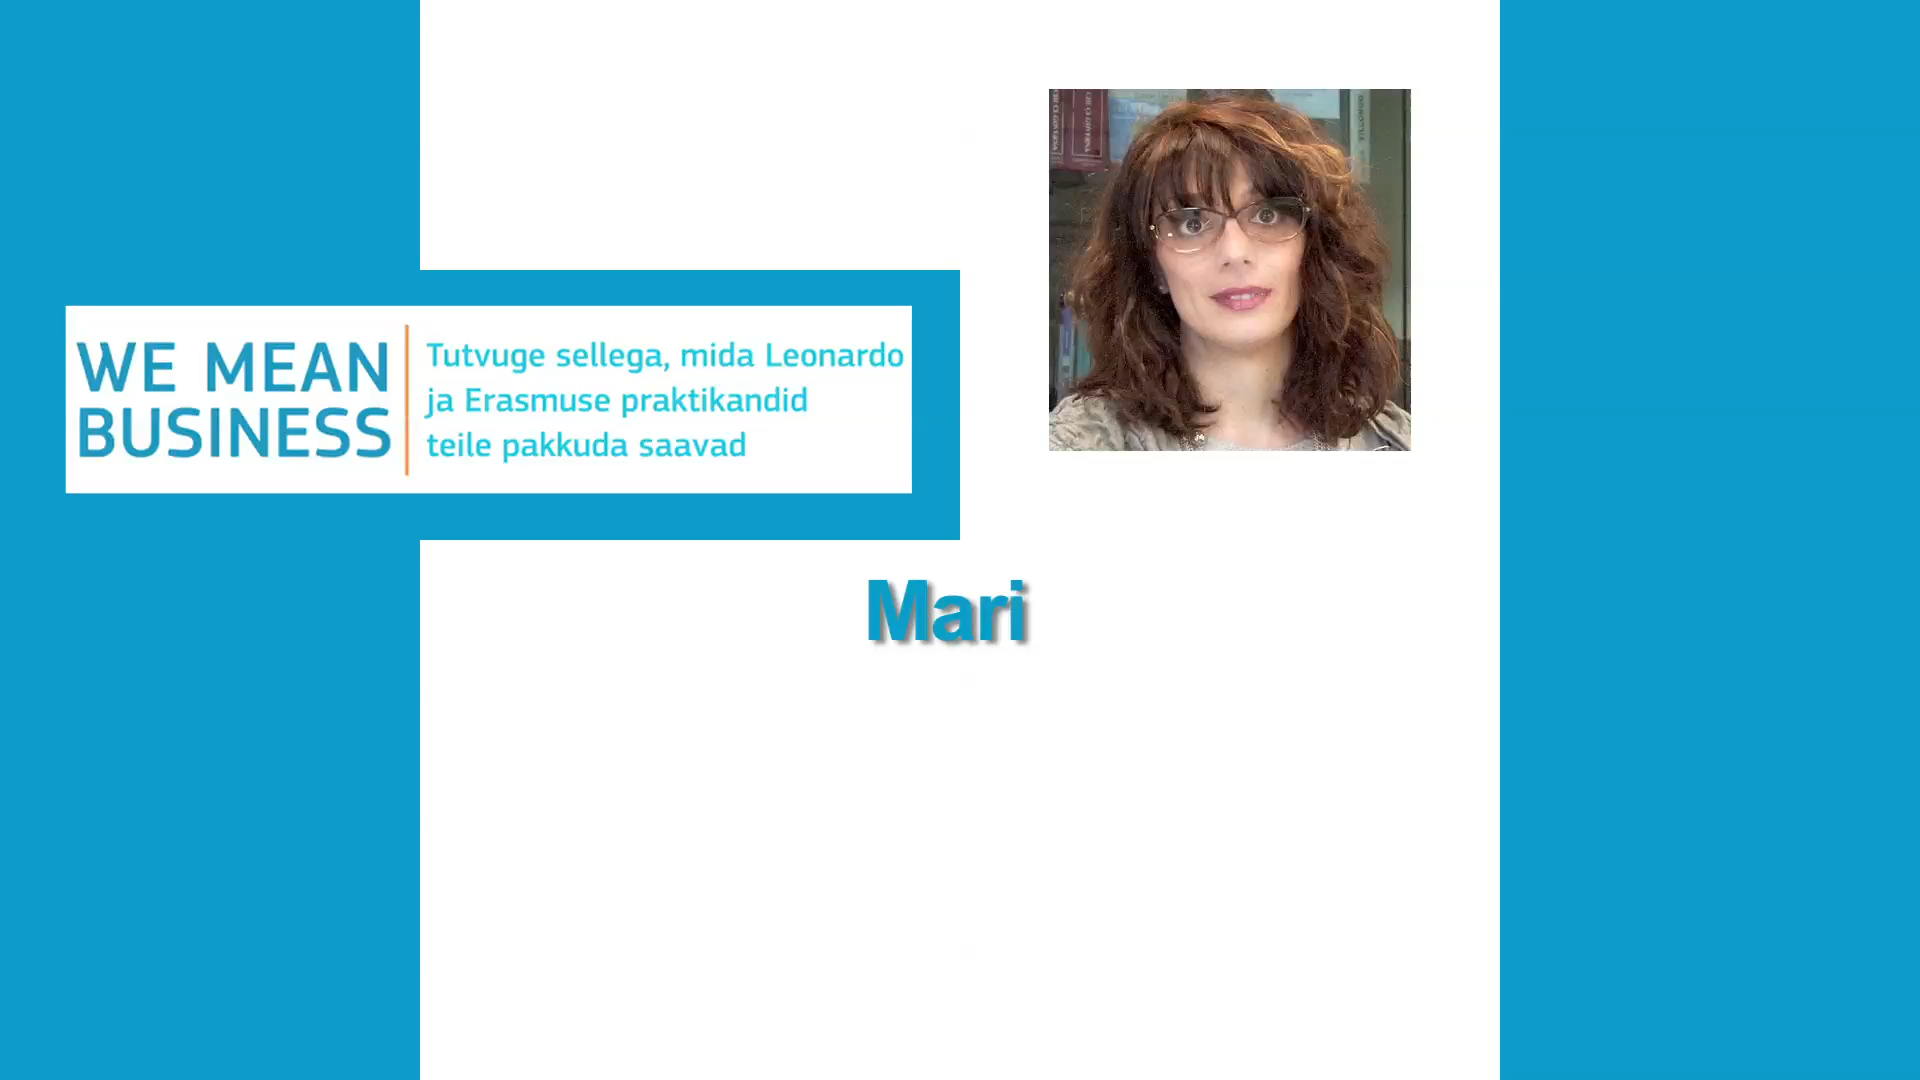 WE MEAN
BUSINESS
Tutvuge sellega, mida Leonardo
ja Erasmuse praktikandid
teile pakkuda saavad
Mari